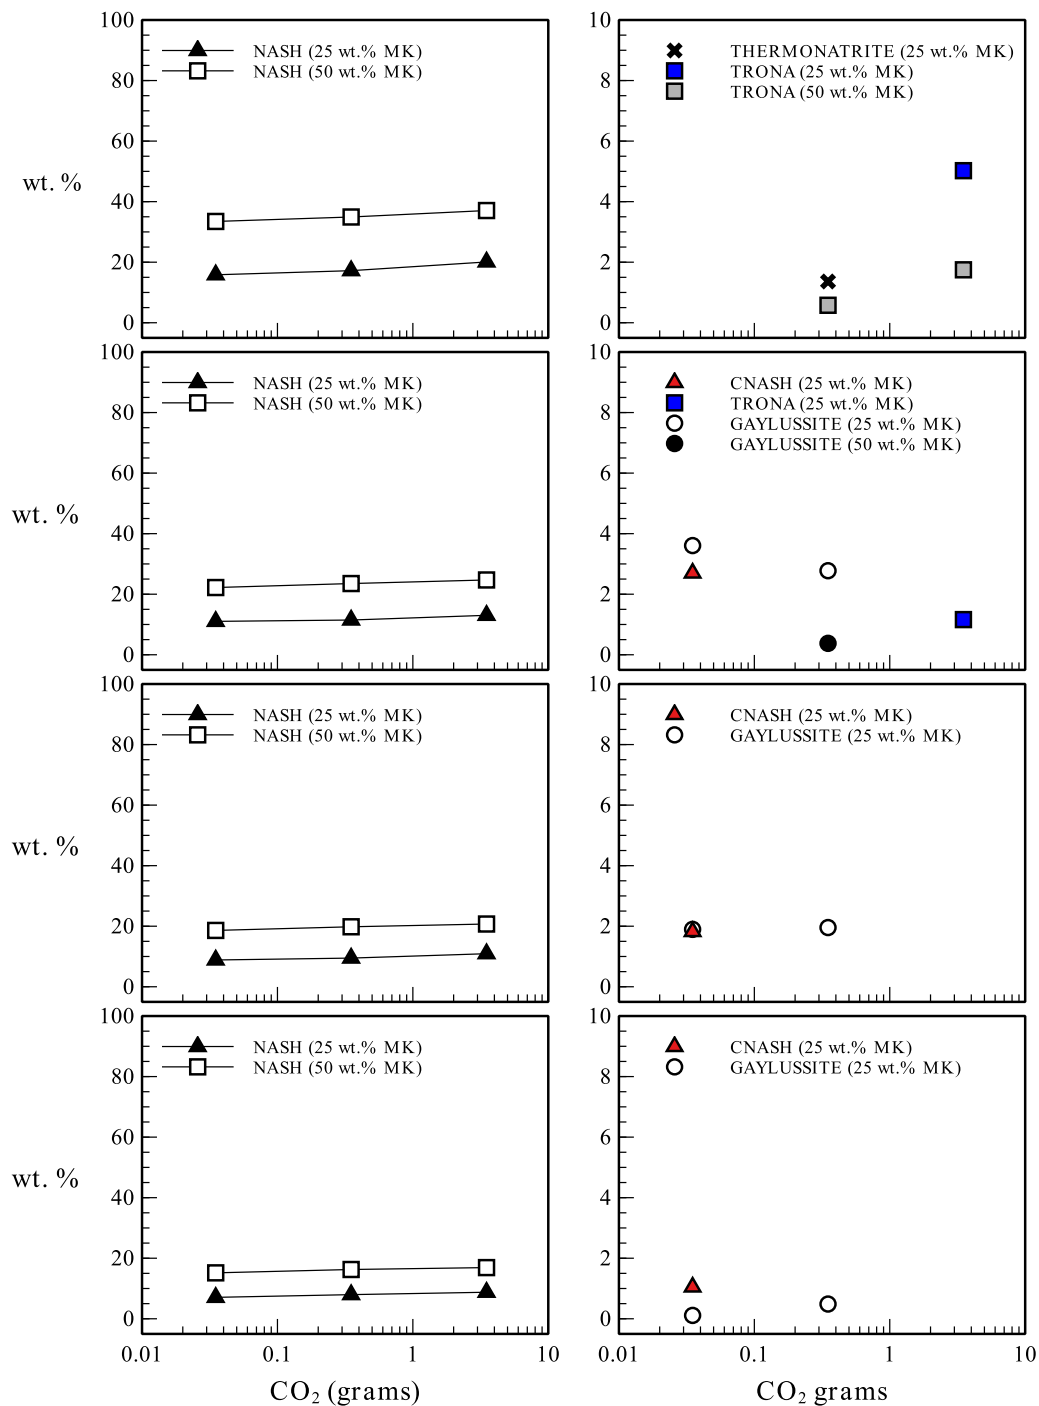 100
80
60
40
20
0
wt. %
NASH (25 wt.% MK)
NASH (50 wt.% MK)
10
8
6
4
2
0
THERMONATRITE (25 wt.% MK)
TRONA (25 wt.% MK)
TRONA (50 wt.% MK)
100
80
60
40
20
0
wt. %
NASH (25 wt.% MK)
NASH (50 wt.% MK)
10
8
6
4
2
0
CNASH (25 wt.% MK)
TRONA (25 wt.% MK)
GAYLUSSITE (25 wt.% MK)
GAYLUSSITE (50 wt.% MK)
100
80
60
40
20
0
wt. %
NASH (25 wt.% MK)
NASH (50 wt.% MK)
10
8
6
4
2
0
CNASH (25 wt.% MK)
GAYLUSSITE (25 wt.% MK)
100
80
60
40
20
0
wt. %
NASH (25 wt.% MK)
NASH (50 wt.% MK)
0.01 0.1 1 10
CO₂ (grams)
10
8
6
4
2
0
CNASH (25 wt.% MK)
GAYLUSSITE (25 wt.% MK)
0.01 0.1 1 10
CO₂ grams